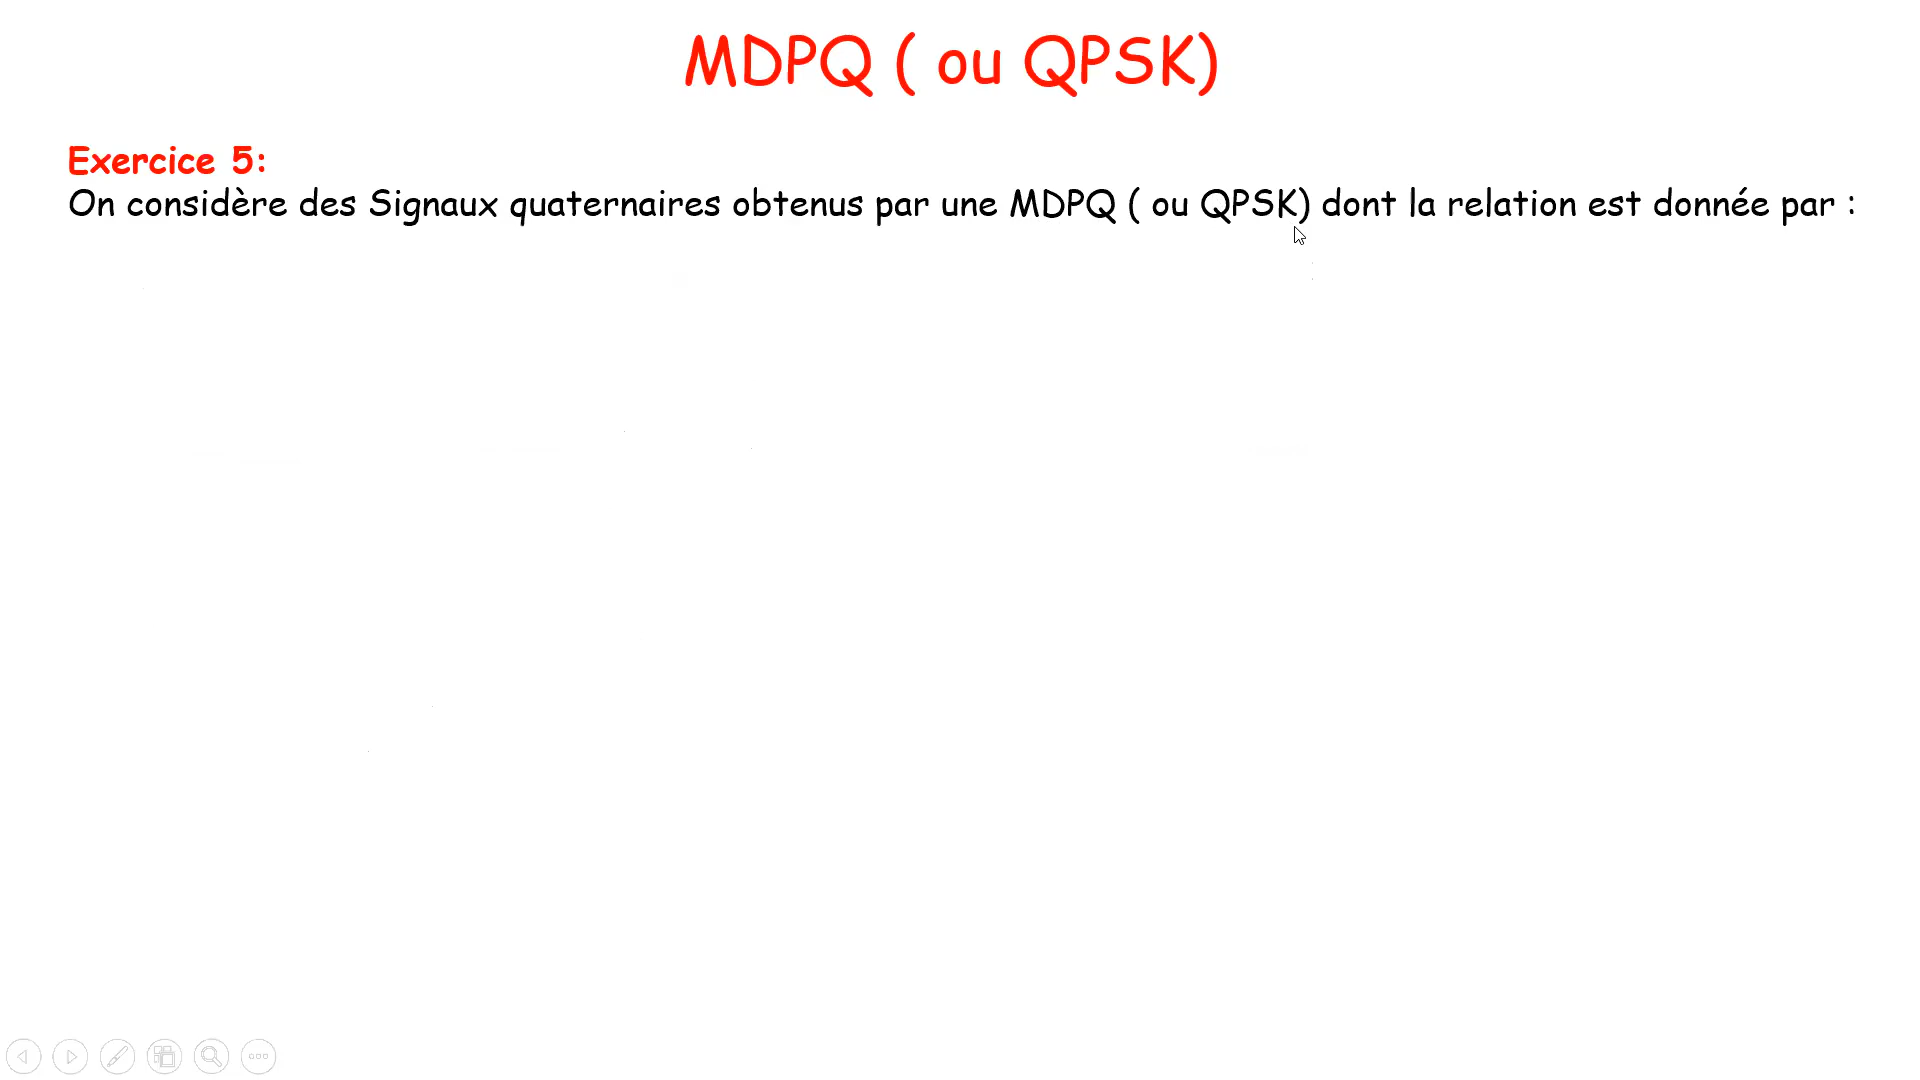 MDPQ ( ou QPSK)
Exercice 5:
On considère des Signaux quaternaires obtenus par une MDPQ ( ou QPSK) dont la relation est donnée par :